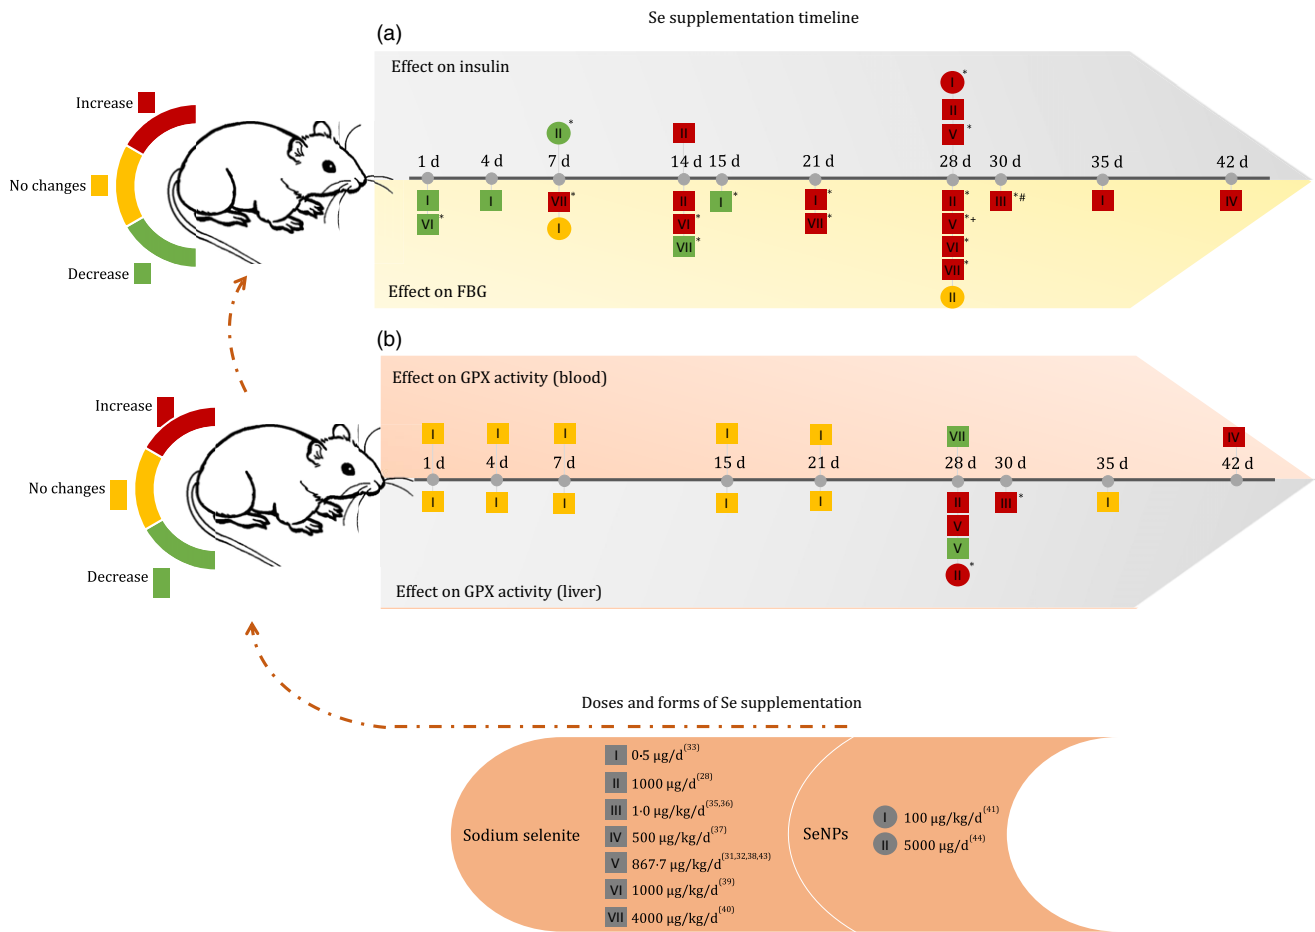 Se supplementation timeline
(a)
Effect on insulin
Increase
No changes
Decrease
I *
II
V *
II *
II
1 d 4 d 7 d 14 d 15 d 21 d 28 d 30 d 35 d 42 d
I I VII * II I * I * II * III *# I IV
VI * I VI * VII * V *+
VII * VI *
VII *
II
Effect on FBG
(b)
Effect on GPX activity (blood)
Increase
No changes
Decrease
I I I I I VII IV
1 d 4 d 7 d 15 d 21 d 28 d 30 d 35 d 42 d
I I I I I II III * I
V
V
II *
Effect on GPX activity (liver)
Doses and forms of Se supplementation
Sodium selenite
I 0·5 µg/d(33)
II 1000 µg/d(28)
III 1·0 µg/kg/d(35,36)
IV 500 µg/kg/d(37)
V 867·7 µg/kg/d(31,32,38,43)
VI 1000 µg/kg/d(39)
VII 4000 µg/kg/d(40)
SeNPs
I 100 µg/kg/d(41)
II 5000 µg/d(44)